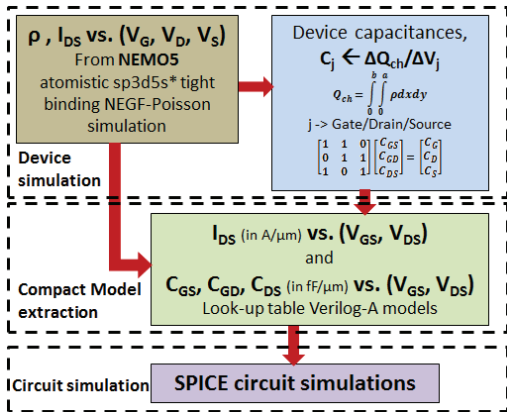 ρ , I_DS vs. (V_G, V_D, V_S)
From NEMO5
atomistic sp3d5s* tight
binding NEGF-Poisson
simulation
Device
simulation
Device capacitances,
C_j ← ΔQ_ch/ΔV_j
Q_ch = ∫_0^b ∫_0^a ρdxdy
j -> Gate/Drain/Source
[1 1 0] [C_GS] [C_G]
[0 1 1] [C_GD] = [C_D]
[1 0 1] [C_DS] [C_S]
I_DS (in A/µm) vs. (V_GS, V_DS)
and
C_GS, C_GD, C_DS (in fF/µm) vs. (V_GS, V_DS)
Look-up table Verilog-A models
Compact Model
extraction
Circuit simulation
SPICE circuit simulations